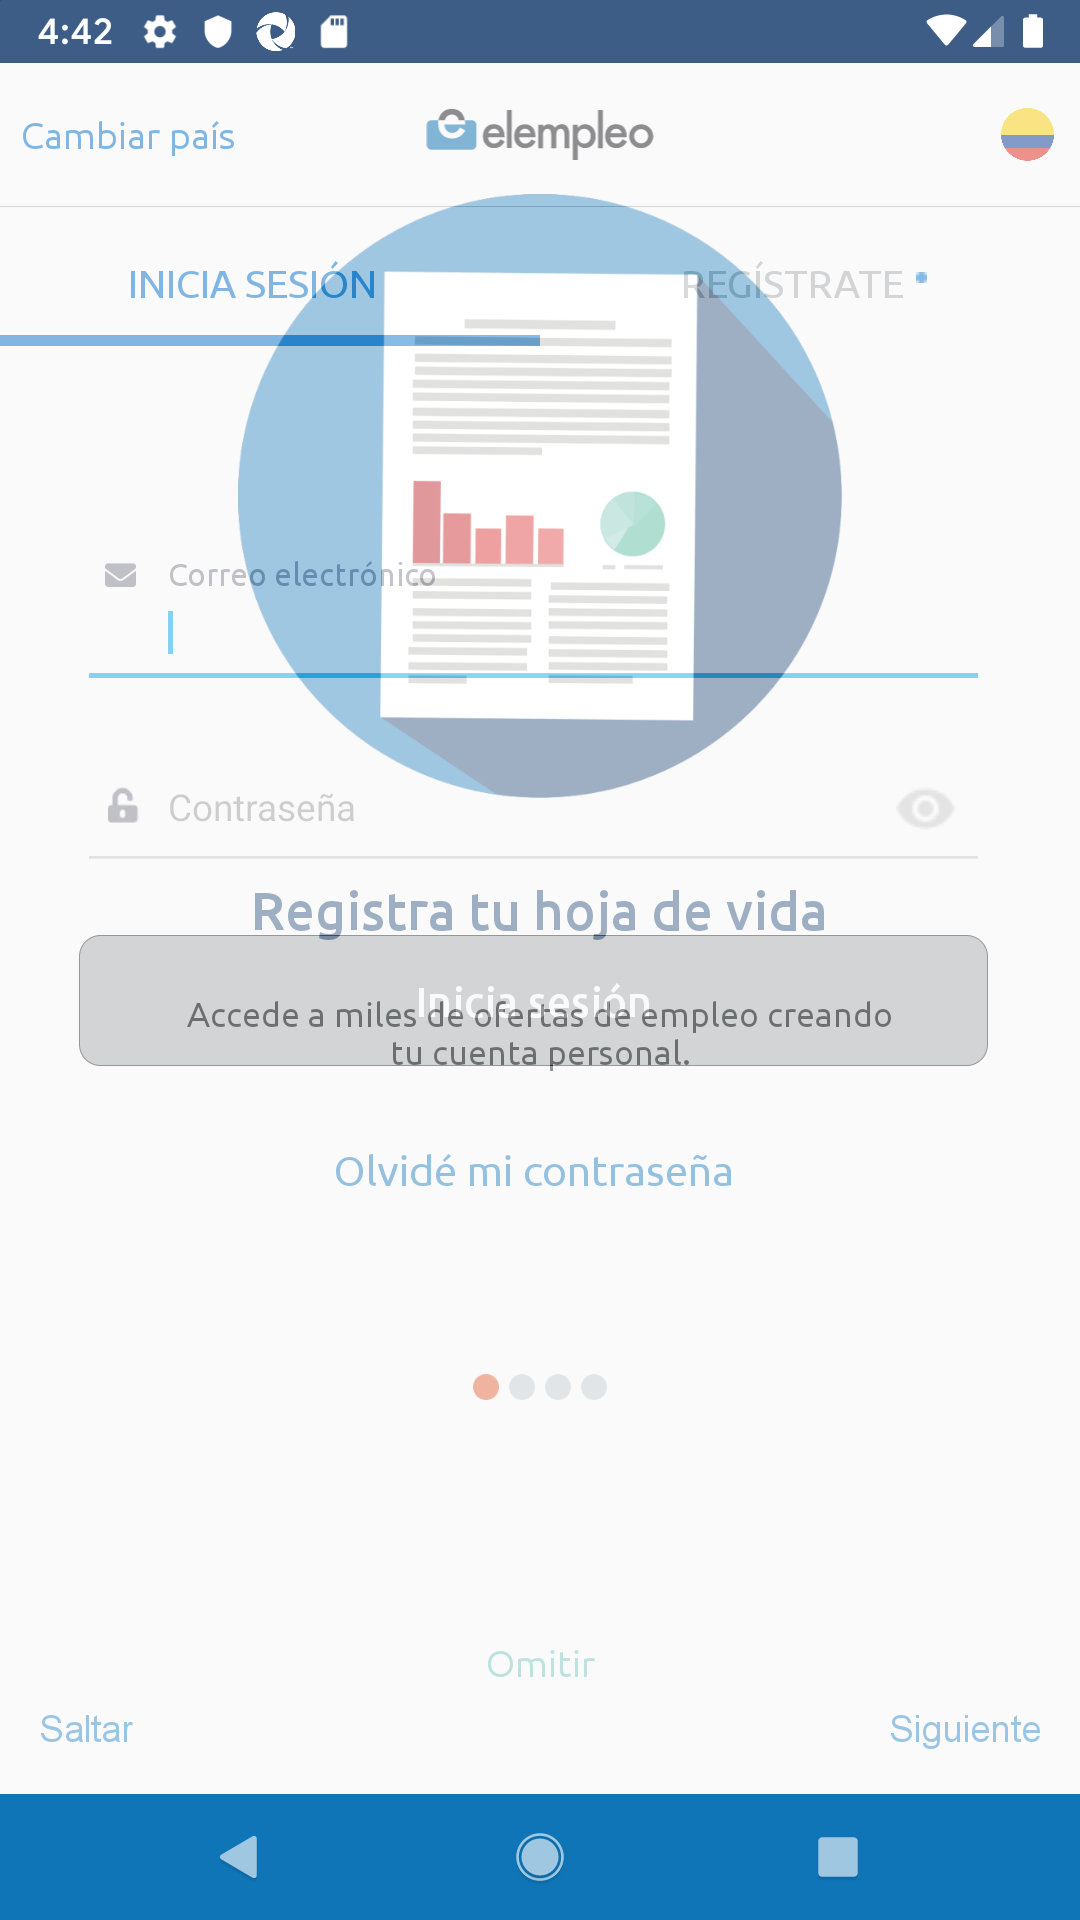 4:42
Cambiar país
elempleo
INICIA SESIÓN
REGÍSTRATE
Correo electrónico
Contraseña
Registra tu hoja de vida
Inicia sesión
Accede a miles de ofertas de empleo creando
tu cuenta personal.
Olvidé mi contraseña
Omitir
Saltar
Siguiente